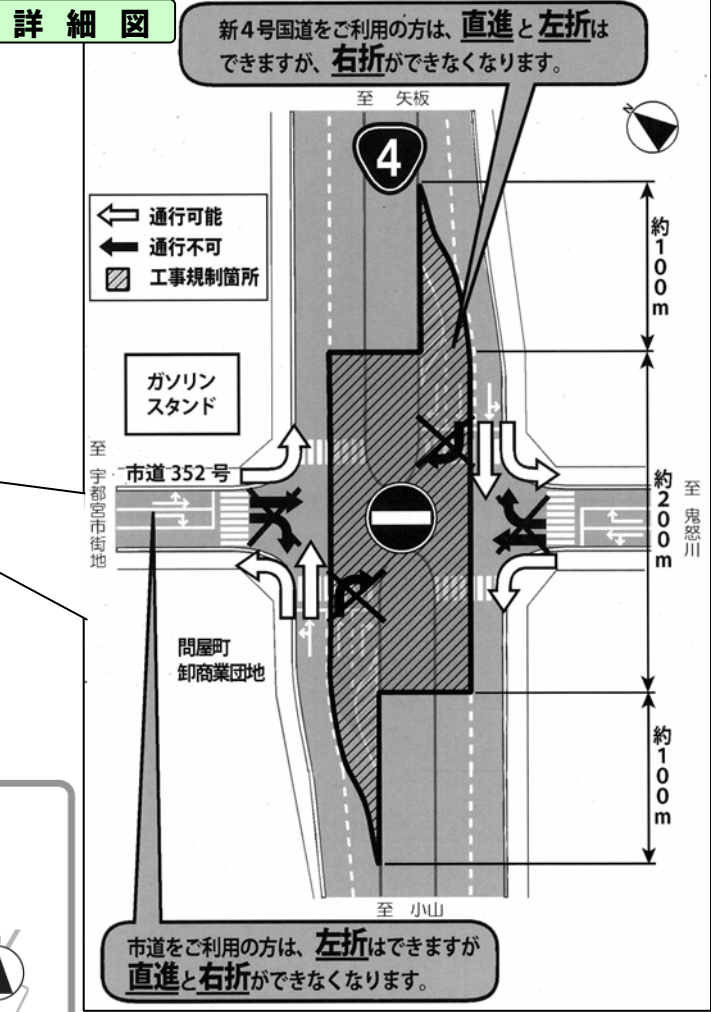 詳細図
新4号国道をご利用の方は、直進と左折は
できますが、右折ができなくなります。
至 矢板
N
4
通行可能
通行不可
工事規制箇所
約100m
ガソリン
スタンド
至 宇都宮市街地
市道352号
約200m
至 鬼怒川
問屋町
卸商業団地
約100m
至 小山
市道をご利用の方は、左折はできますが
直進と右折ができなくなります。